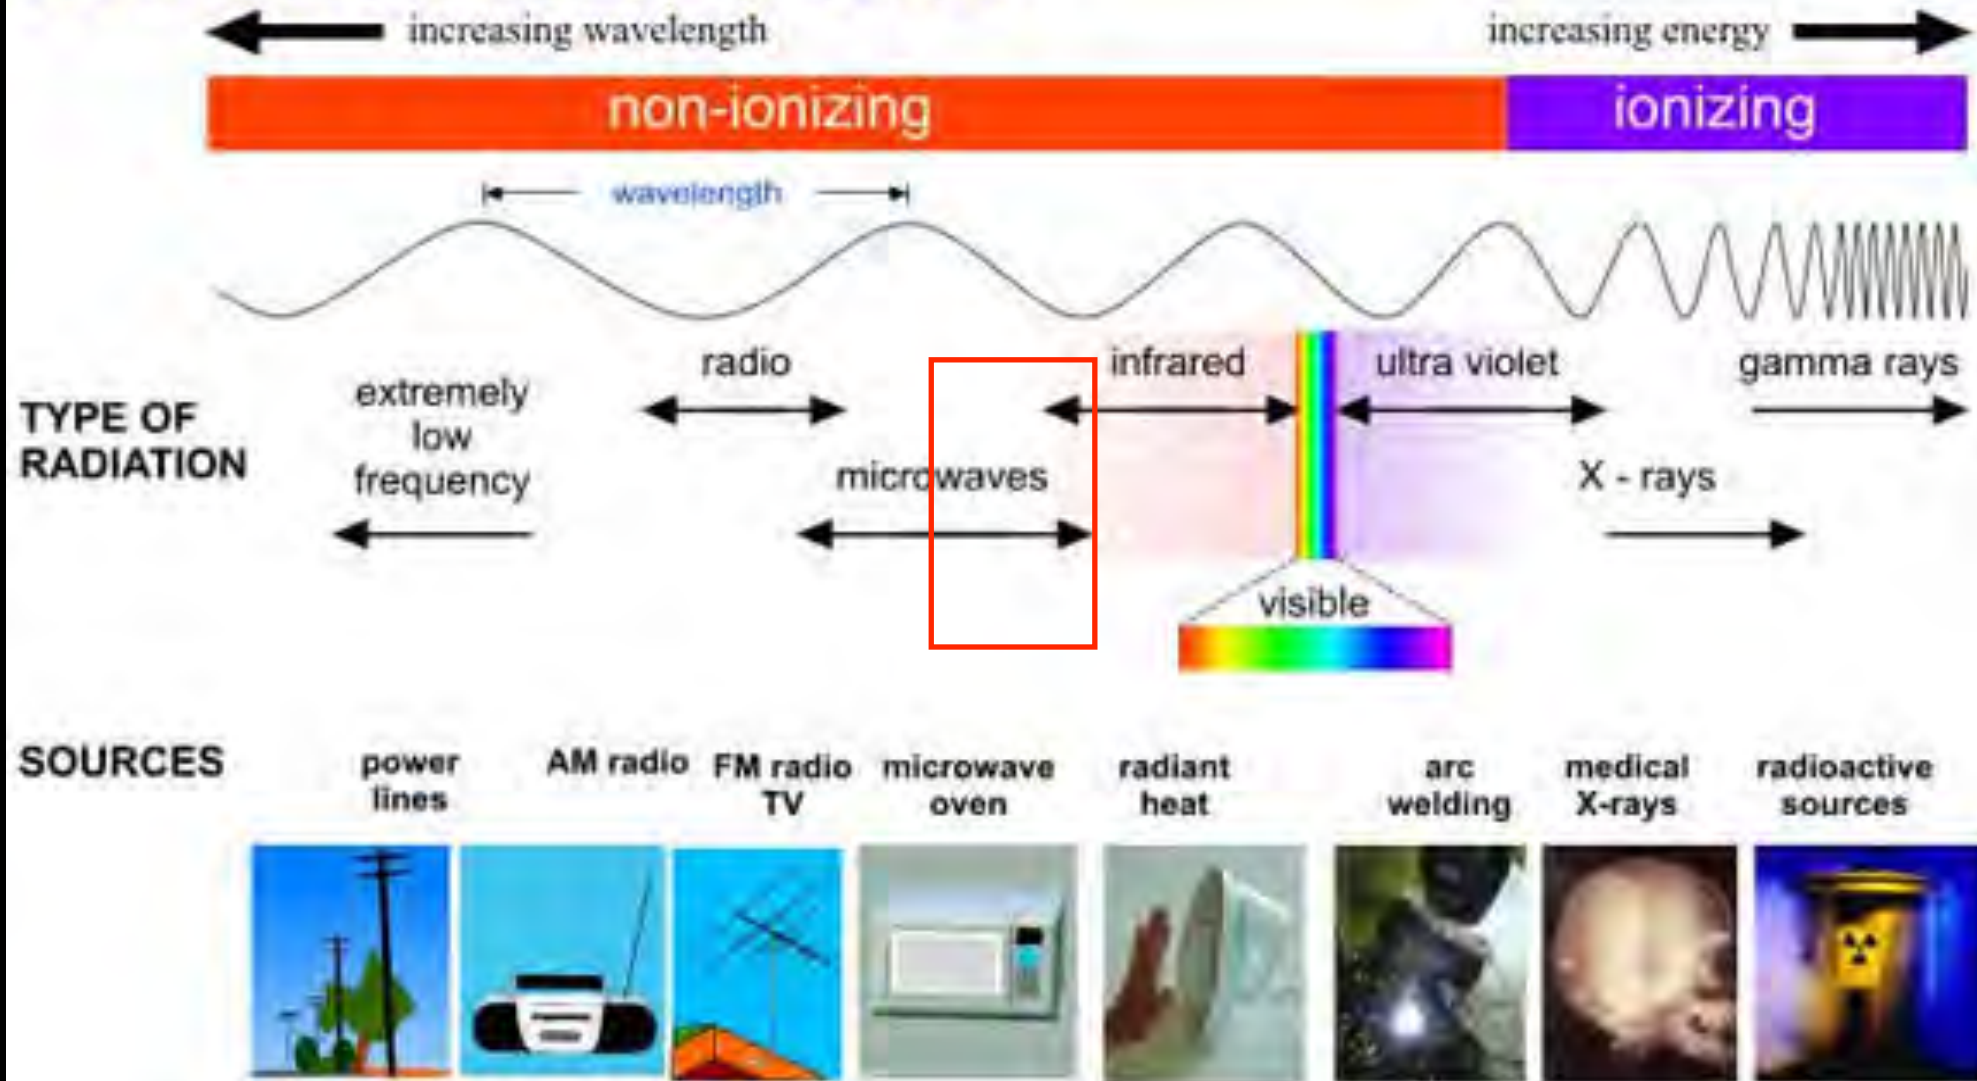 increasing wavelength
increasing energy
non-ionizing
ionizing
wavelength
TYPE OF
RADIATION
extremely
low
frequency
radio
microwaves
infrared
visible
ultra violet
X - rays
gamma rays
SOURCES
power
lines
AM radio
FM radio
TV
microwave
oven
radiant
heat
arc
welding
medical
X-rays
radioactive
sources